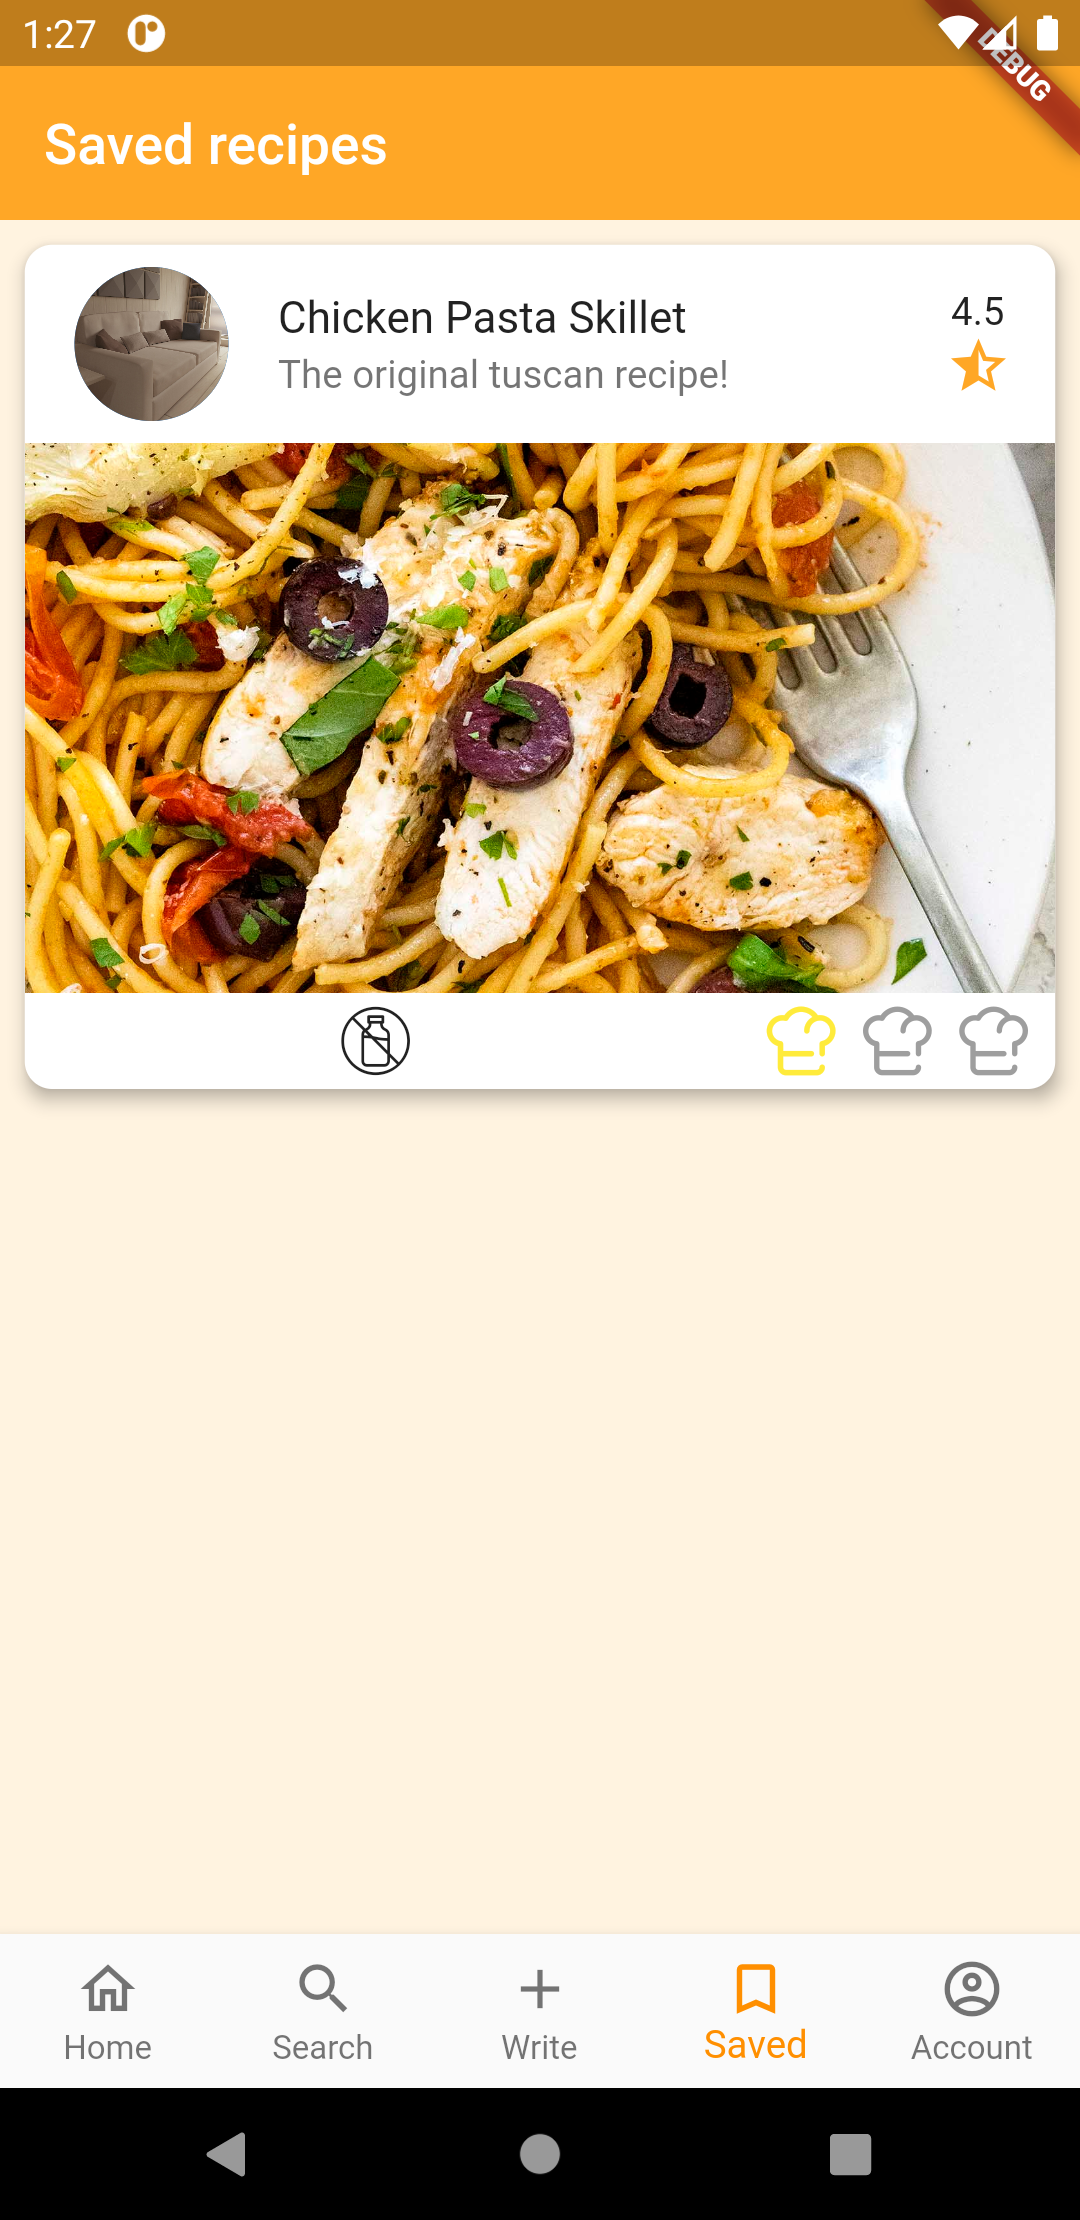 1:27
DEBUG
Saved recipes
Chicken Pasta Skillet
4.5
The original tuscan recipe!
Home
Search
Write
Saved
Account